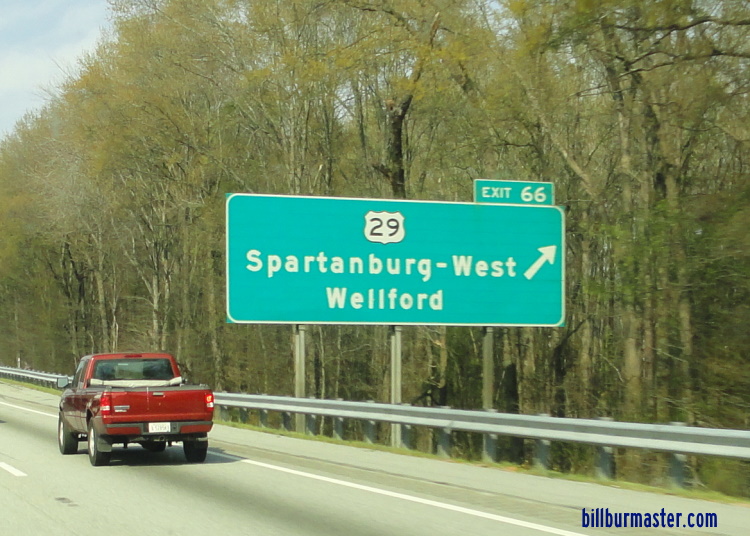 EXIT 66
29
Spartanburg-West
Wellford
billburmaster.com